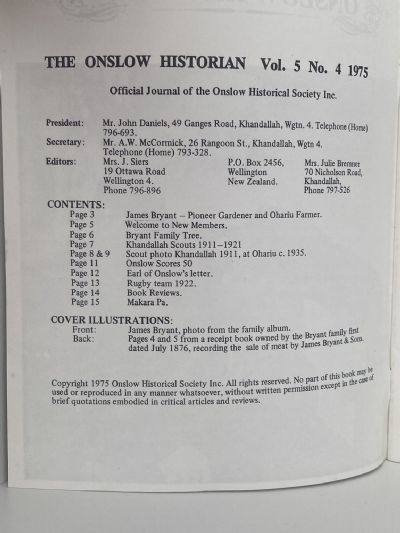 THE ONSLOW HISTORIAN Vol. 5 No. 4 1975
Official Journal of the Onslow Historical Society Inc.
President: Mr. John Daniels, 49 Ganges Road, Khandallah, Wgtn. 4. Telephone (Home)
796-693.
Secretary: Mr. A.W. McCormick, 26 Rangoon St., Khandallah, Wgtn 4.
Telephone (Home) 793-328.
Editors: Mrs. J. Siers P.O. Box 2456, Mrs. Julie Bremner
19 Ottawa Road Wellington 70 Nicholson Road,
Wellington 4. New Zealand. Khandallah,
Phone 796-896 Phone 797-526
CONTENTS:
Page 3 James Bryant — Pioneer Gardener and Ohariu Farmer.
Page 5 Welcome to New Members.
Page 6 Bryant Family Tree.
Page 7 Khandallah Scouts 1911–1921
Page 8 & 9 Scout photo Khandallah 1911, at Ohariu c. 1935.
Page 11 Onslow Scores 50
Page 12 Earl of Onslow's letter.
Page 13 Rugby team 1922.
Page 14 Book Reviews.
Page 15 Makara Pa.
COVER ILLUSTRATIONS:
Front: James Bryant, photo from the family album.
Back: Pages 4 and 5 from a receipt book owned by the Bryant family first
dated July 1876, recording the sale of meat by James Bryant & Sons.
Copyright 1975 Onslow Historical Society Inc. All rights reserved. No part of this book may be
used or reproduced in any manner whatsoever, without written permission except in the case of
brief quotations embodied in critical articles and reviews.